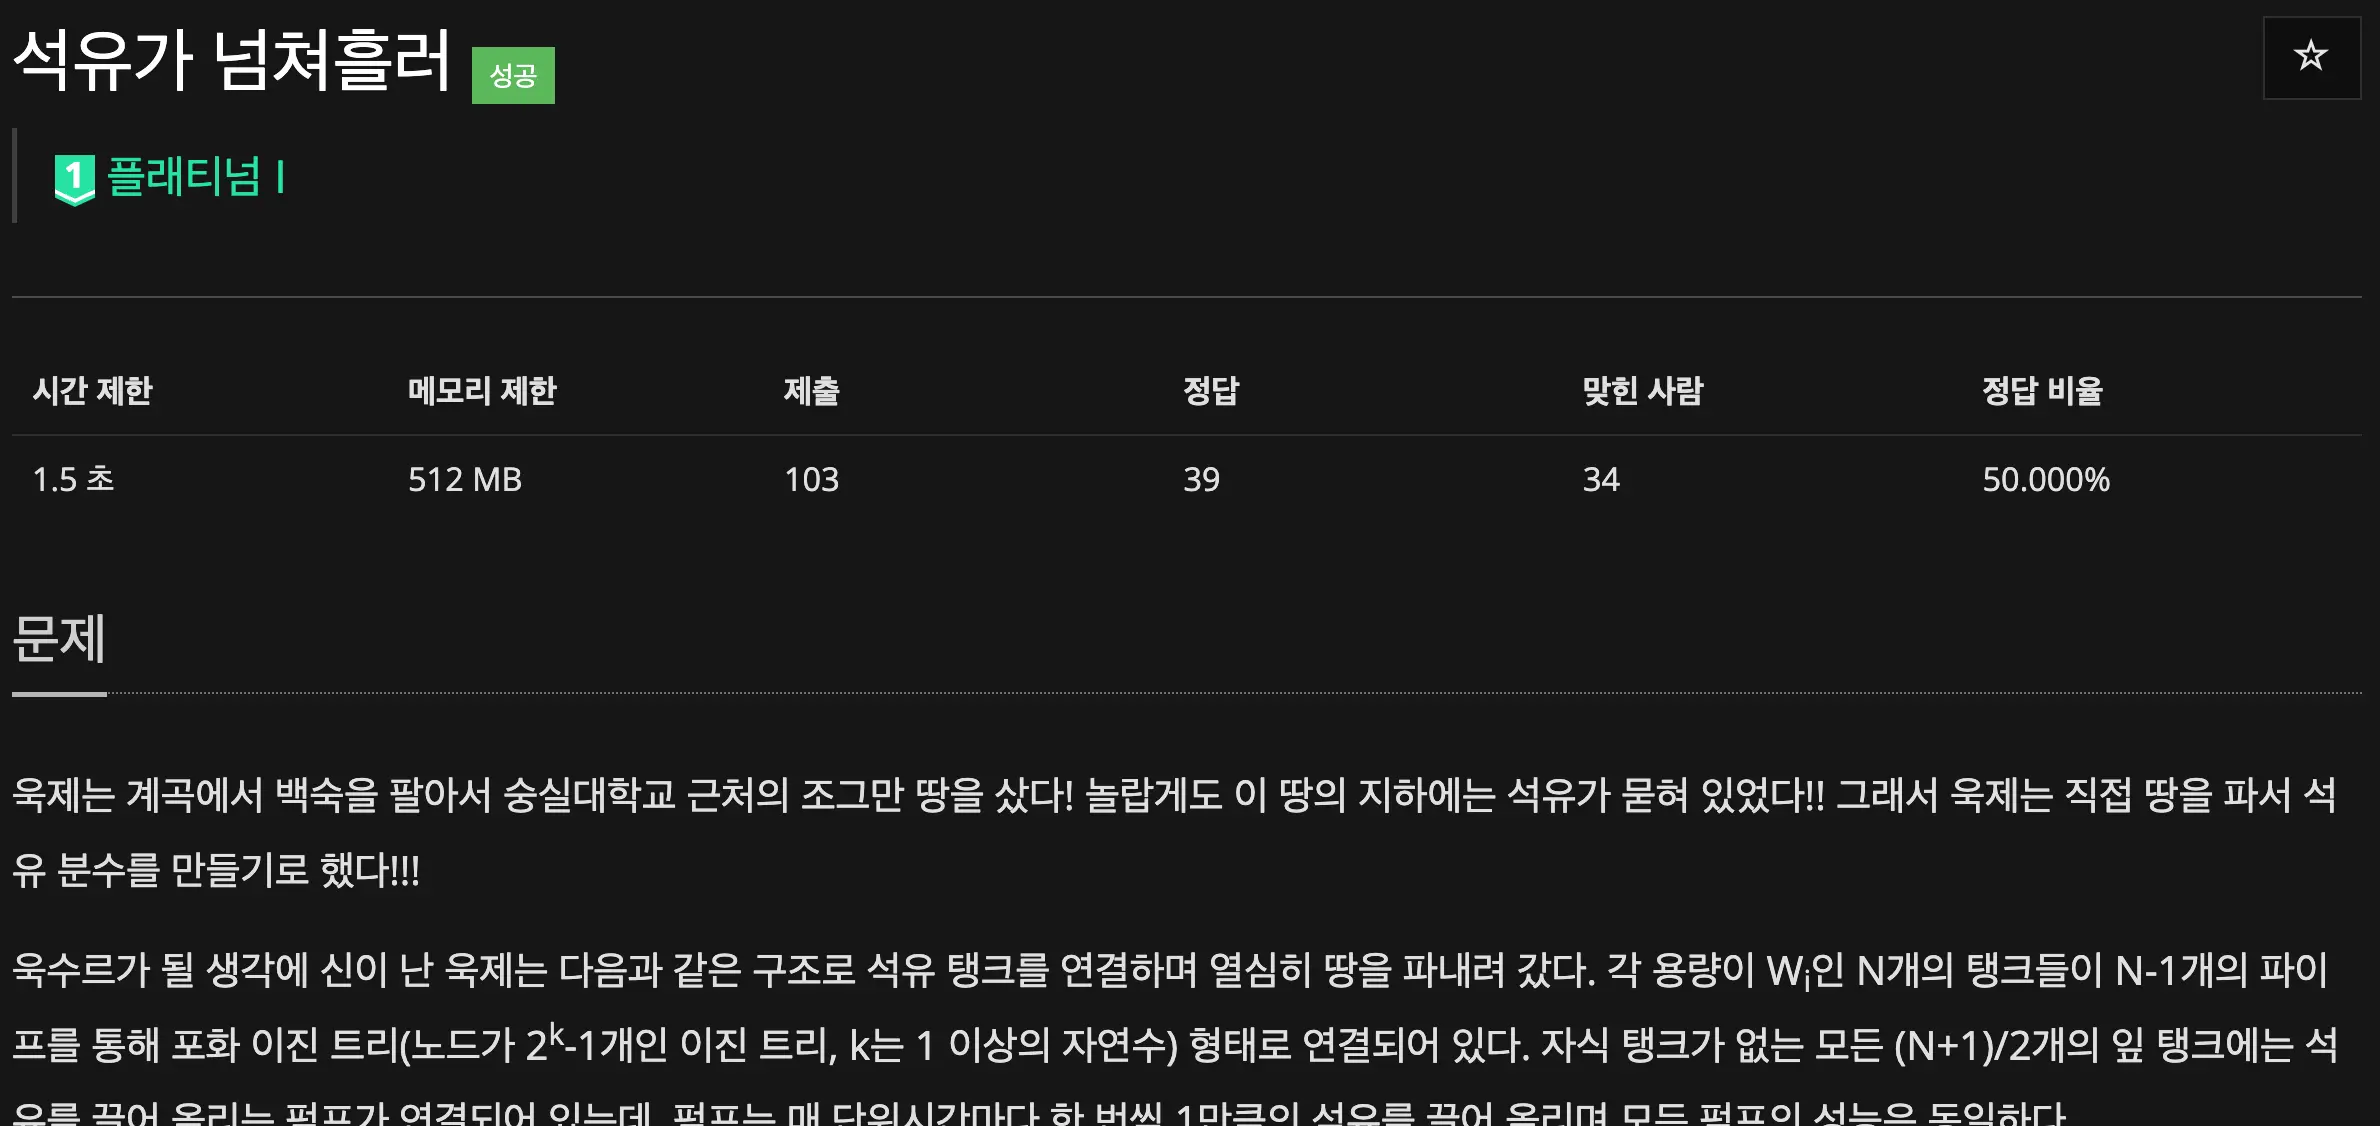 석유가 넘쳐흘러 성공
1 플래티넘 I
시간 제한 메모리 제한 제출 정답 맞힌 사람 정답 비율
1.5 초 512 MB 103 39 34 50.000%
문제
욱제는 계곡에서 백숙을 팔아서 숭실대학교 근처의 조그만 땅을 샀다! 놀랍게도 이 땅의 지하에는 석유가 묻혀 있었다!! 그래서 욱제는 직접 땅을 파서 석
유 분수를 만들기로 했다!!!
욱수르가 될 생각에 신이 난 욱제는 다음과 같은 구조로 석유 탱크를 연결하며 열심히 땅을 파내려 갔다. 각 용량이 Wᵢ인 N개의 탱크들이 N-1개의 파이
프를 통해 포화 이진 트리(노드가 2ᵏ-1개인 이진 트리, k는 1 이상의 자연수) 형태로 연결되어 있다. 자식 탱크가 없는 모든 (N+1)/2개의 잎 탱크에는 석
유를 끌어 올리는 펌프가 연결되어 있는데, 펌프는 매 단위시간마다 한 번씩 1만큼의 석유를 끌어 올리며 모든 펌프의 성능은 동일하다.